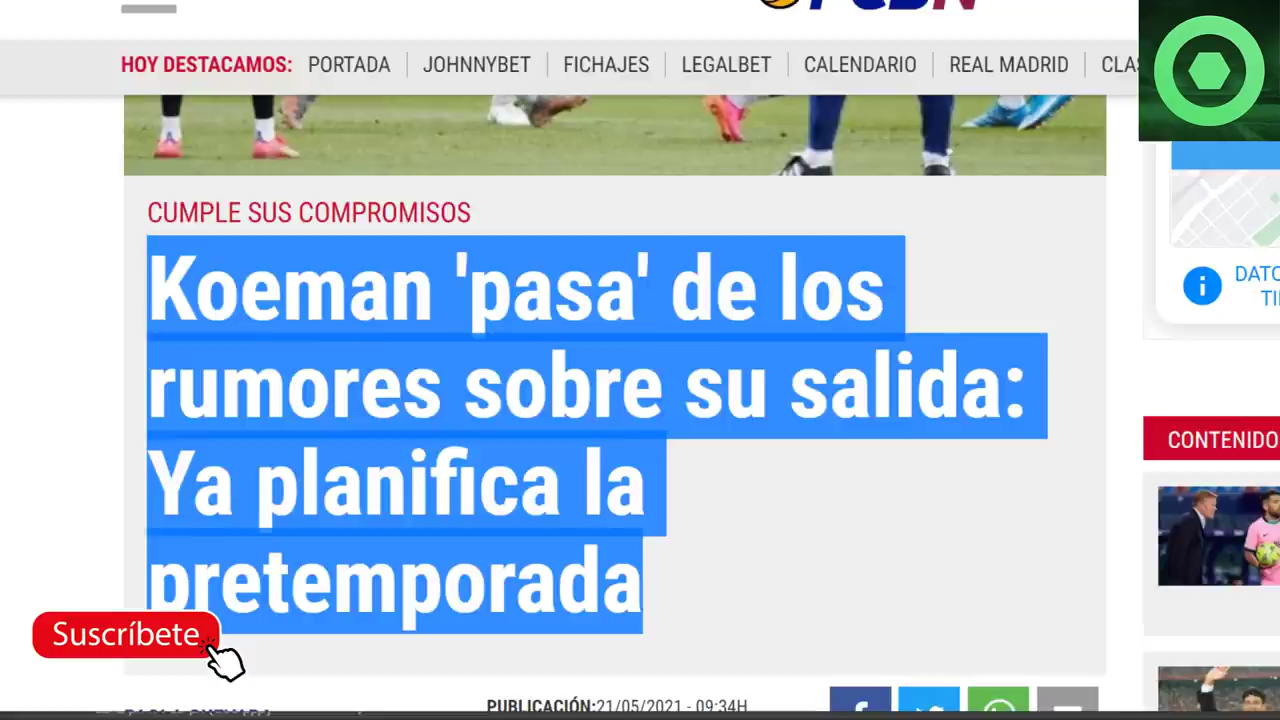 FCBN
HOY DESTACAMOS: PORTADA JOHNNYBET FICHAJES LEGALBET CALENDARIO REAL MADRID
CUMPLE SUS COMPROMISOS
Koeman 'pasa' de los
rumores sobre su salida:
Ya planifica la
pretemporada
Suscríbete
PUBLICACIÓN:21/05/2021 - 09:34H
CONTENIDO